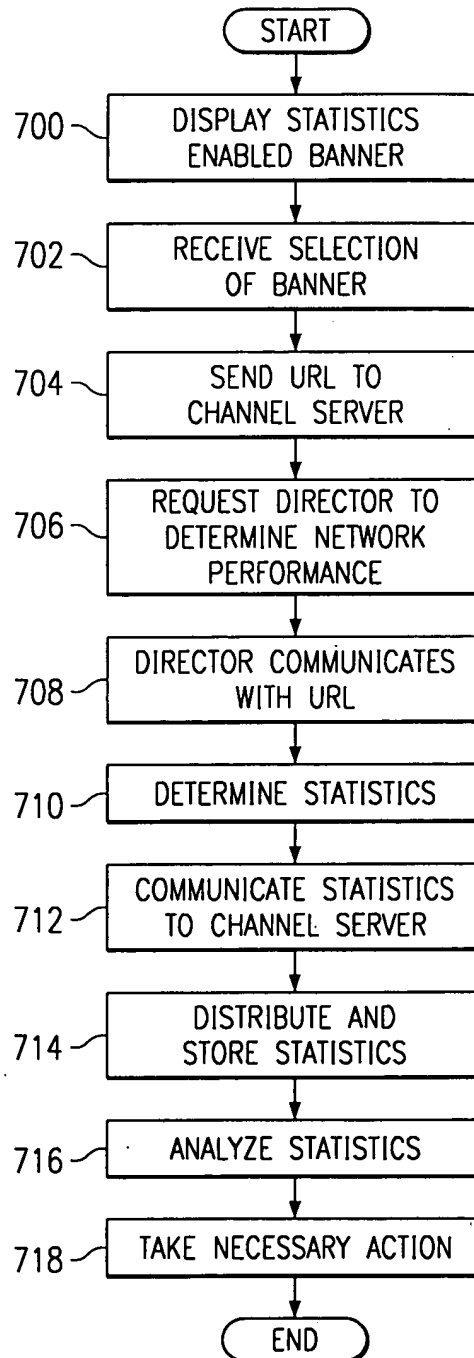 START
700
DISPLAY STATISTICS
ENABLED BANNER
702
RECEIVE SELECTION
OF BANNER
704
SEND URL TO
CHANNEL SERVER
706
REQUEST DIRECTOR TO
DETERMINE NETWORK
PERFORMANCE
708
DIRECTOR COMMUNICATES
WITH URL
710
DETERMINE STATISTICS
712
COMMUNICATE STATISTICS
TO CHANNEL SERVER
714
DISTRIBUTE AND
STORE STATISTICS
716
ANALYZE STATISTICS
718
TAKE NECESSARY ACTION
END